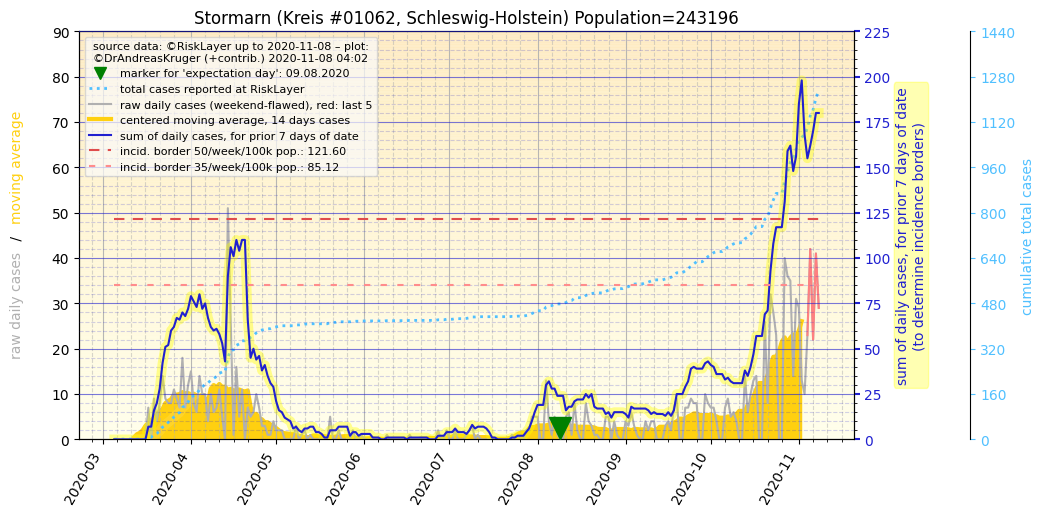 Stormarn (Kreis #01062, Schleswig-Holstein) Population=243196
source data: ©RiskLayer up to 2020-11-08 – plot:
©DrAndreasKruger (+contrib.) 2020-11-08 04:02
marker for 'expectation day': 09.08.2020
total cases reported at RiskLayer
raw daily cases (weekend-flawed), red: last 5
centered moving average, 14 days cases
sum of daily cases, for prior 7 days of date
incid. border 50/week/100k pop.: 121.60
incid. border 35/week/100k pop.: 85.12
raw daily cases / moving average
90
80
70
60
50
40
30
20
10
0
2020-03
2020-04
2020-05
2020-06
2020-07
2020-08
2020-09
2020-10
2020-11
225
200
175
150
125
100
75
50
25
0
sum of daily cases, for prior 7 days of date
(to determine incidence borders)
1440
1280
1120
960
800
640
480
320
160
0
cumulative total cases